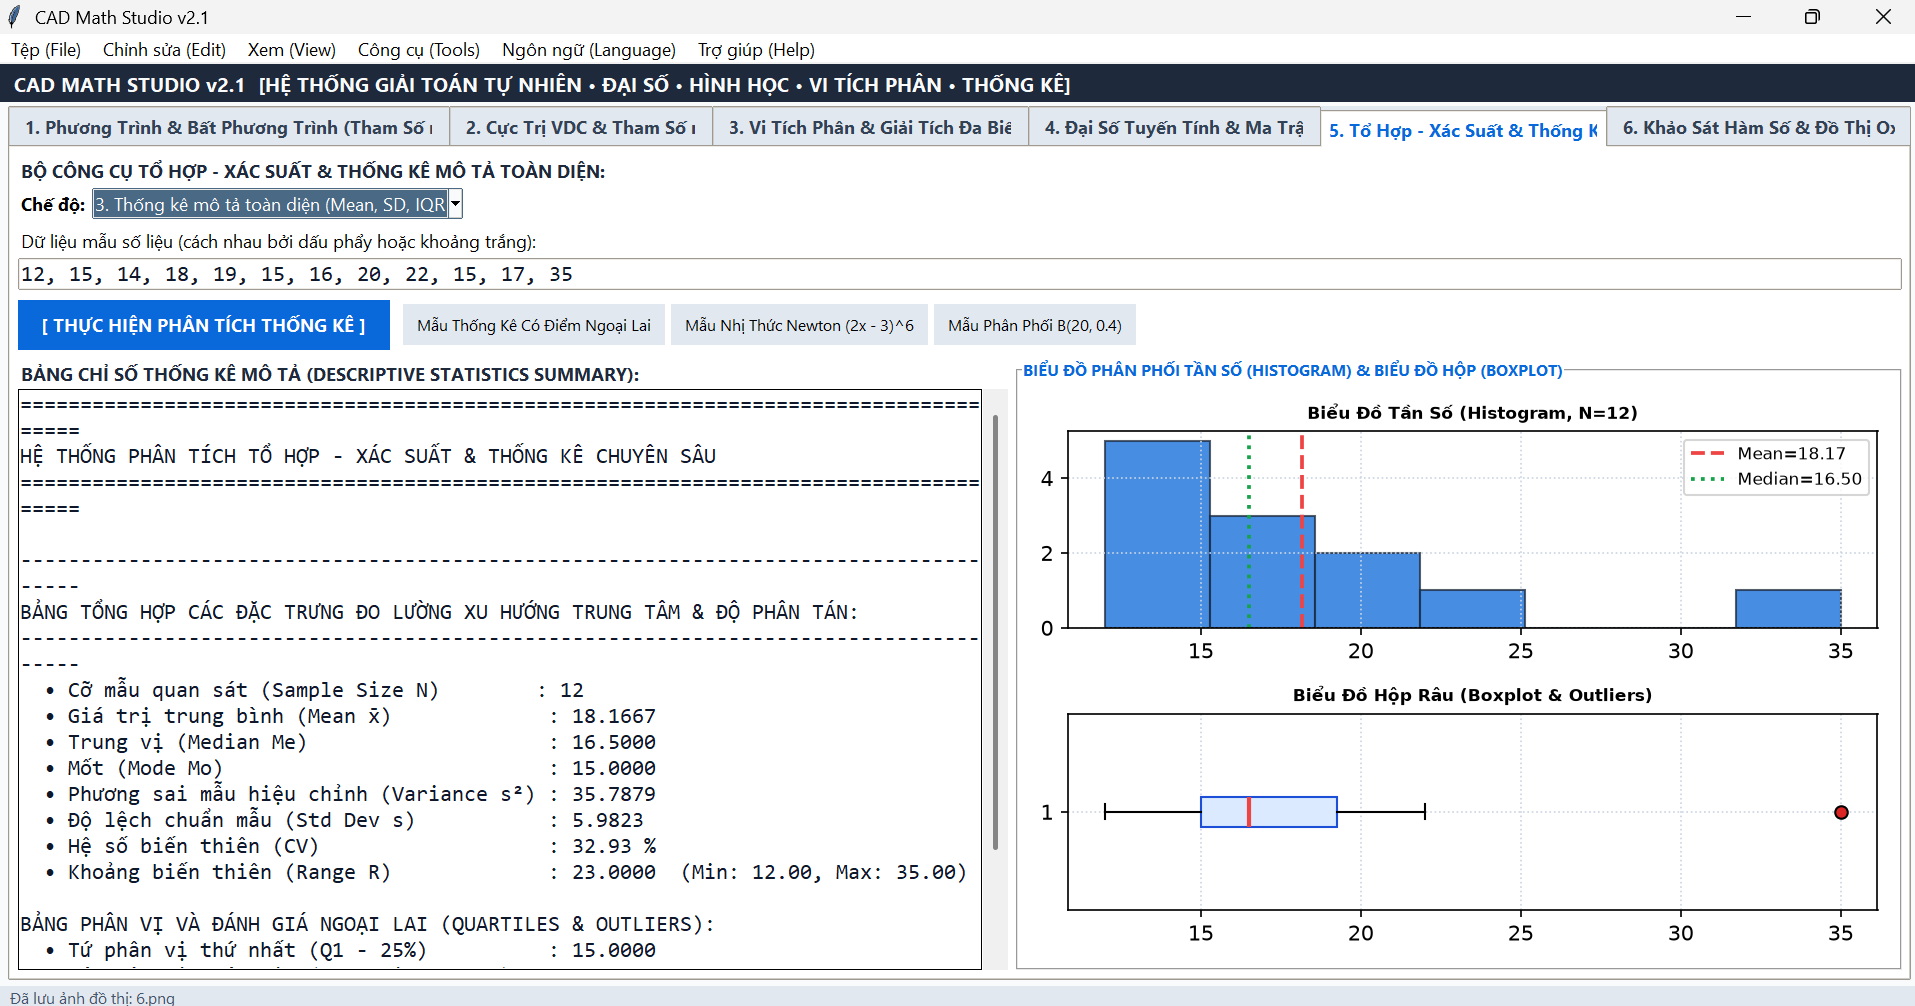 CAD Math Studio v2.1
Tệp (File) Chỉnh sửa (Edit) Xem (View) Công cụ (Tools) Ngôn ngữ (Language) Trợ giúp (Help)
CAD MATH STUDIO v2.1 [HỆ THỐNG GIẢI TOÁN TỰ NHIÊN • ĐẠI SỐ • HÌNH HỌC • VI TÍCH PHÂN • THỐNG KÊ]
1. Phương Trình & Bất Phương Trình (Tham Số 2. Cực Trị VDC & Tham Số 3. Vi Tích Phân & Giải Tích Đa Biế 4. Đại Số Tuyến Tính & Ma Trậ 5. Tổ Hợp - Xác Suất & Thống K 6. Khảo Sát Hàm Số & Đồ Thị Ox
BỘ CÔNG CỤ TỔ HỢP - XÁC SUẤT & THỐNG KÊ MÔ TẢ TOÀN DIỆN:
Chế độ: 3. Thống kê mô tả toàn diện (Mean, SD, IQR
Dữ liệu mẫu số liệu (cách nhau bởi dấu phẩy hoặc khoảng trắng):
12, 15, 14, 18, 19, 15, 16, 20, 22, 15, 17, 35
[ THỰC HIỆN PHÂN TÍCH THỐNG KÊ ] Mẫu Thống Kê Có Điểm Ngoại Lai Mẫu Nhị Thức Newton (2x - 3)^6 Mẫu Phân Phối B(20, 0.4)
BẢNG CHỈ SỐ THỐNG KÊ MÔ TẢ (DESCRIPTIVE STATISTICS SUMMARY):
================================================================================
=====
HỆ THỐNG PHÂN TÍCH TỔ HỢP - XÁC SUẤT & THỐNG KÊ CHUYÊN SÂU
================================================================================
=====
--------------------------------------------------------------------------------
-----
BẢNG TỔNG HỢP CÁC ĐẶC TRƯNG ĐO LƯỜNG XU HƯỚNG TRUNG TÂM & ĐỘ PHÂN TÁN:
--------------------------------------------------------------------------------
-----
• Cỡ mẫu quan sát (Sample Size N) : 12
• Giá trị trung bình (Mean x̄) : 18.1667
• Trung vị (Median Me) : 16.5000
• Mốt (Mode Mo) : 15.0000
• Phương sai mẫu hiệu chỉnh (Variance s²) : 35.7879
• Độ lệch chuẩn mẫu (Std Dev s) : 5.9823
• Hệ số biến thiên (CV) : 32.93 %
• Khoảng biến thiên (Range R) : 23.0000 (Min: 12.00, Max: 35.00)
BẢNG PHÂN VỊ VÀ ĐÁNH GIÁ NGOẠI LAI (QUARTILES & OUTLIERS):
• Tứ phân vị thứ nhất (Q1 - 25%) : 15.0000
BIỂU ĐỒ PHÂN PHỐI TẦN SỐ (HISTOGRAM) & BIỂU ĐỒ HỘP (BOXPLOT)
Biểu Đồ Tần Số (Histogram, N=12)
Mean=18.17
Median=16.50
4
2
0
15 20 25 30 35
Biểu Đồ Hộp Râu (Boxplot & Outliers)
1
15 20 25 30 35
Đã lưu ảnh đồ thị: 6.png